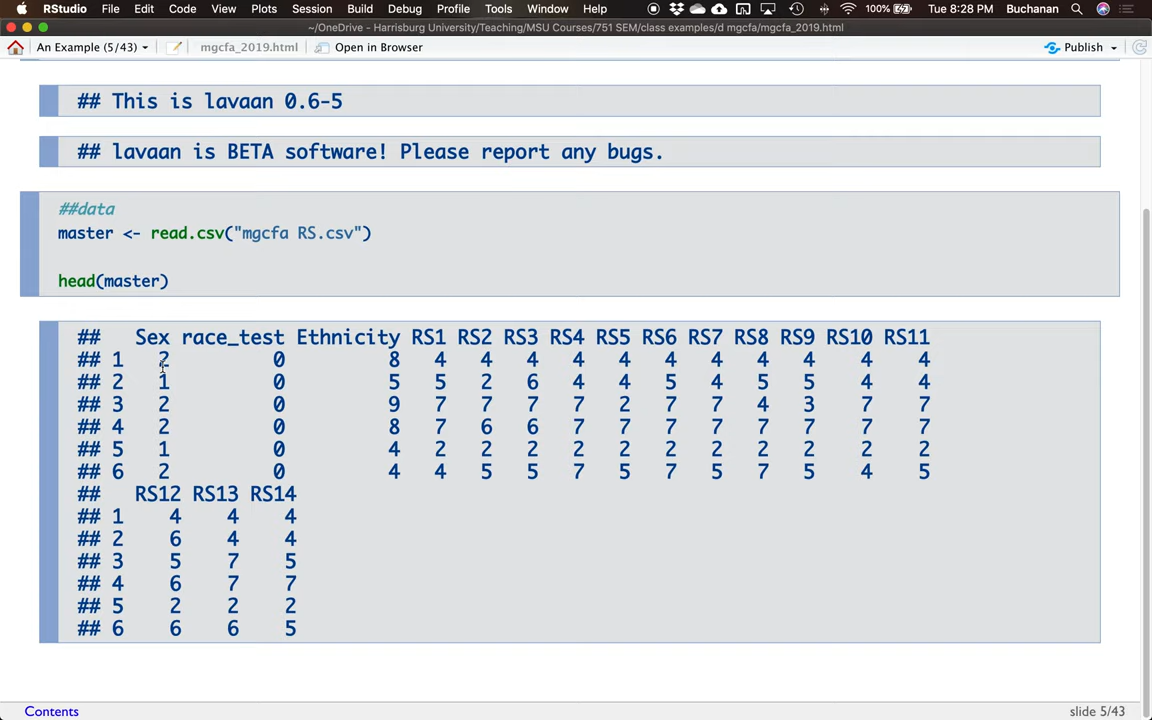 RStudio File Edit Code View Plots Session Build Debug Profile Tools Window Help 100% Tue 8:28 PM Buchanan
~/OneDrive - Harrisburg University/Teaching/MSU Courses/751 SEM/class examples/d mgcfa/mgcfa_2019.html
An Example (5/43) mgcfa_2019.html Open in Browser Publish
## This is lavaan 0.6-5
## lavaan is BETA software! Please report any bugs.
##data
master <- read.csv("mgcfa RS.csv")
head(master)
## Sex race_test Ethnicity RS1 RS2 RS3 RS4 RS5 RS6 RS7 RS8 RS9 RS10 RS11
## 1 2 0 8 4 4 4 4 4 4 4 4 4 4 4
## 2 1 0 5 5 2 6 4 4 5 4 5 5 4 4
## 3 2 0 9 7 7 7 7 2 7 7 4 3 7 7
## 4 2 0 8 7 6 6 7 7 7 7 7 7 7 7
## 5 1 0 4 2 2 2 2 2 2 2 2 2 2 2
## 6 2 0 4 4 5 5 7 5 7 5 7 5 4 5
## RS12 RS13 RS14
## 1 4 4 4
## 2 6 4 4
## 3 5 7 5
## 4 6 7 7
## 5 2 2 2
## 6 6 6 5
Contents slide 5/43